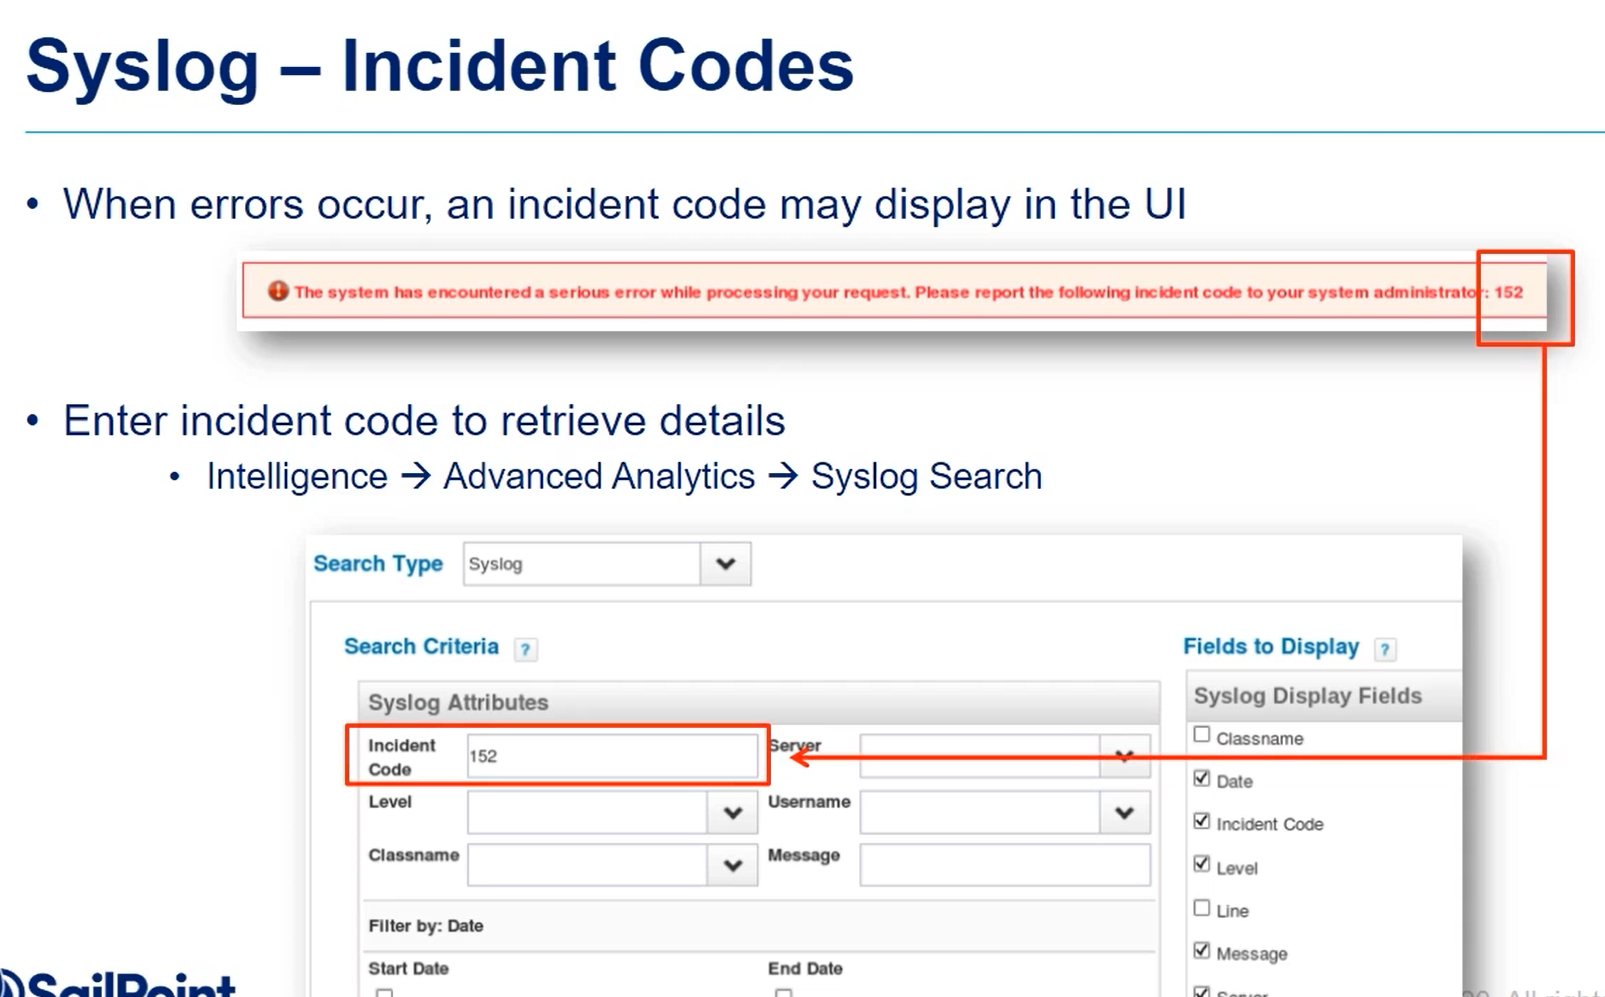 Syslog – Incident Codes
• When errors occur, an incident code may display in the UI
The system has encountered a serious error while processing your request. Please report the following incident code to your system administrator: 152
• Enter incident code to retrieve details
• Intelligence → Advanced Analytics → Syslog Search
Search Type Syslog
Search Criteria ? Fields to Display ?
Syslog Attributes Syslog Display Fields
Incident Code 152 Server
Classname
Level Username
Date
Incident Code
Classname Message
Level
Line
Filter by: Date
Message
Start Date End Date
Server
SailPoint
All rights